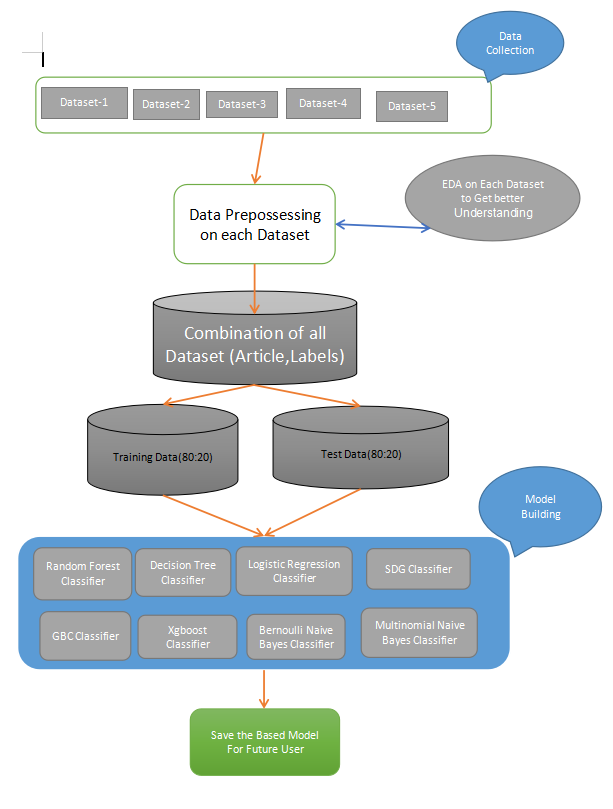 Data
Collection
Dataset-1
Dataset-2
Dataset-3
Dataset-4
Dataset-5
Data Prepossessing
on each Dataset
EDA on Each Dataset
to Get better
Understanding
Combination of all
Dataset (Article,Labels)
Training Data(80:20)
Test Data(80:20)
Model
Building
Random Forest
Classifier
Decision Tree
Classifier
Logistic Regression
Classifier
SDG Classifier
GBC Classifier
Xgboost
Classifier
Bernoulli Naive
Bayes Classifier
Multinomial Naive
Bayes Classifier
Save the Based Model
For Future User